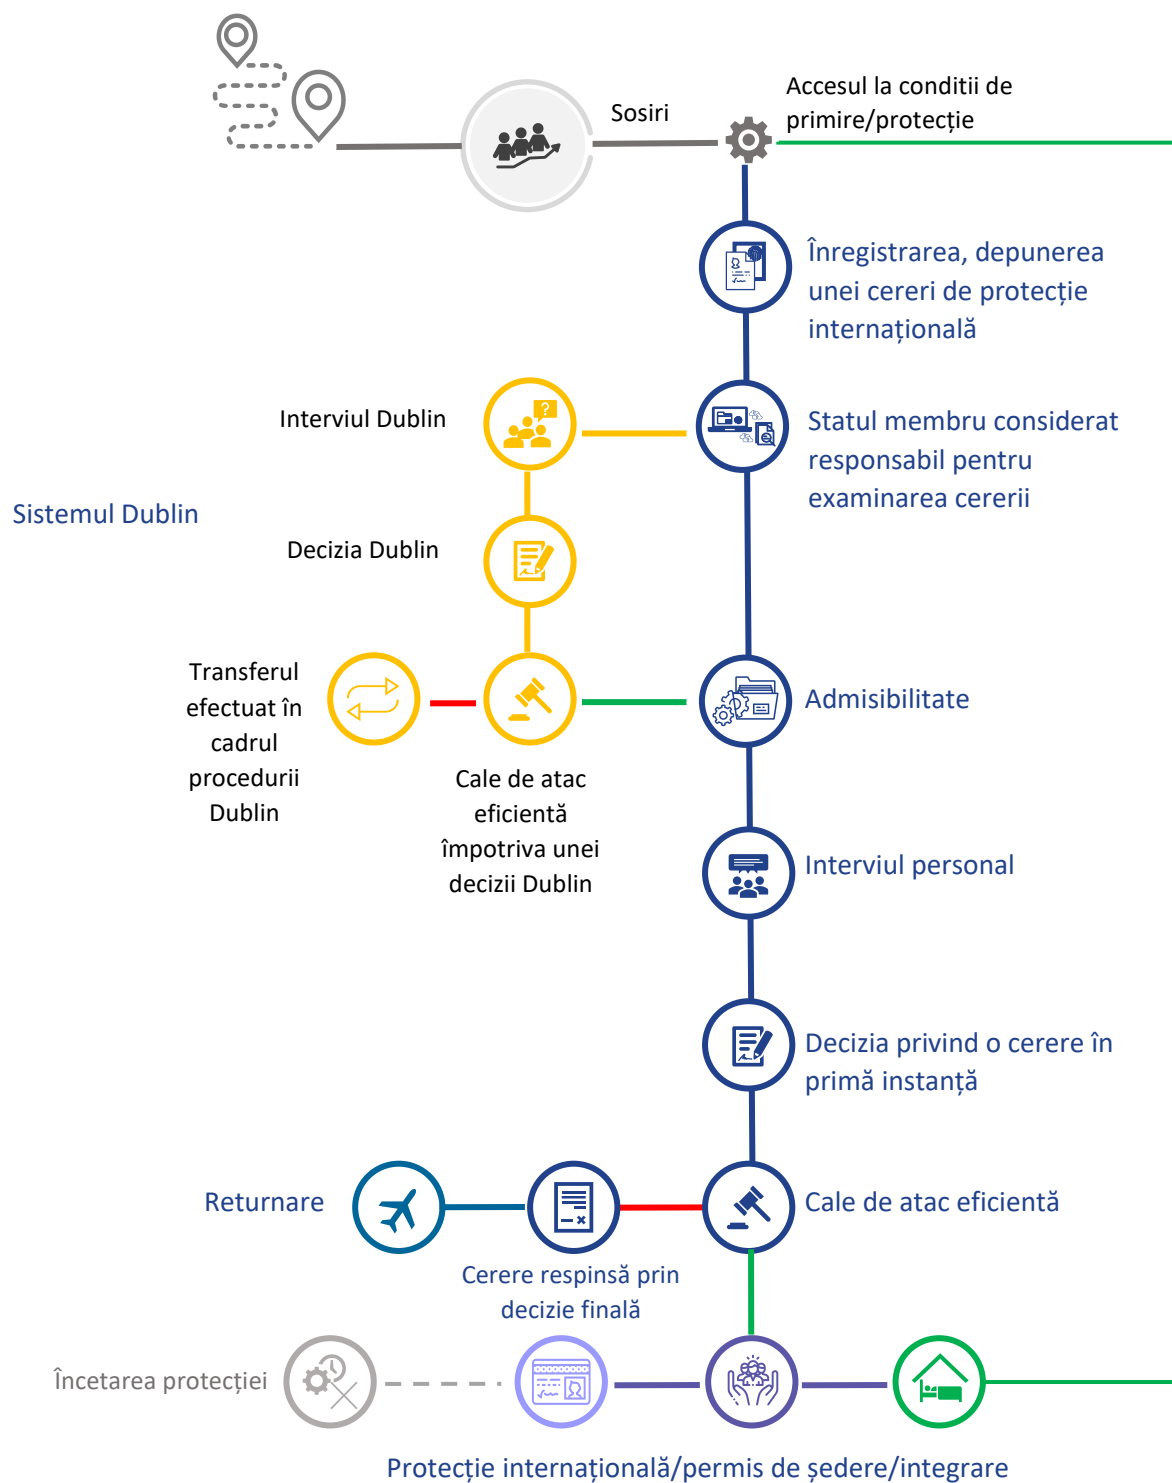 Sosiri
Accesul la conditii de
primire/protecție
Înregistrarea, depunerea
unei cereri de protecție
internațională
Interviul Dublin
Statul membru considerat
responsabil pentru
examinarea cererii
Sistemul Dublin
Decizia Dublin
Transferul
efectuat în
cadrul
procedurii
Dublin
Cale de atac
eficientă
împotriva unei
decizii Dublin
Admisibilitate
Interviul personal
Decizia privind o cerere în
primă instanță
Returnare
Cale de atac eficientă
Cerere respinsă prin
decizie finală
Încetarea protecției
Protecție internațională/permis de ședere/integrare